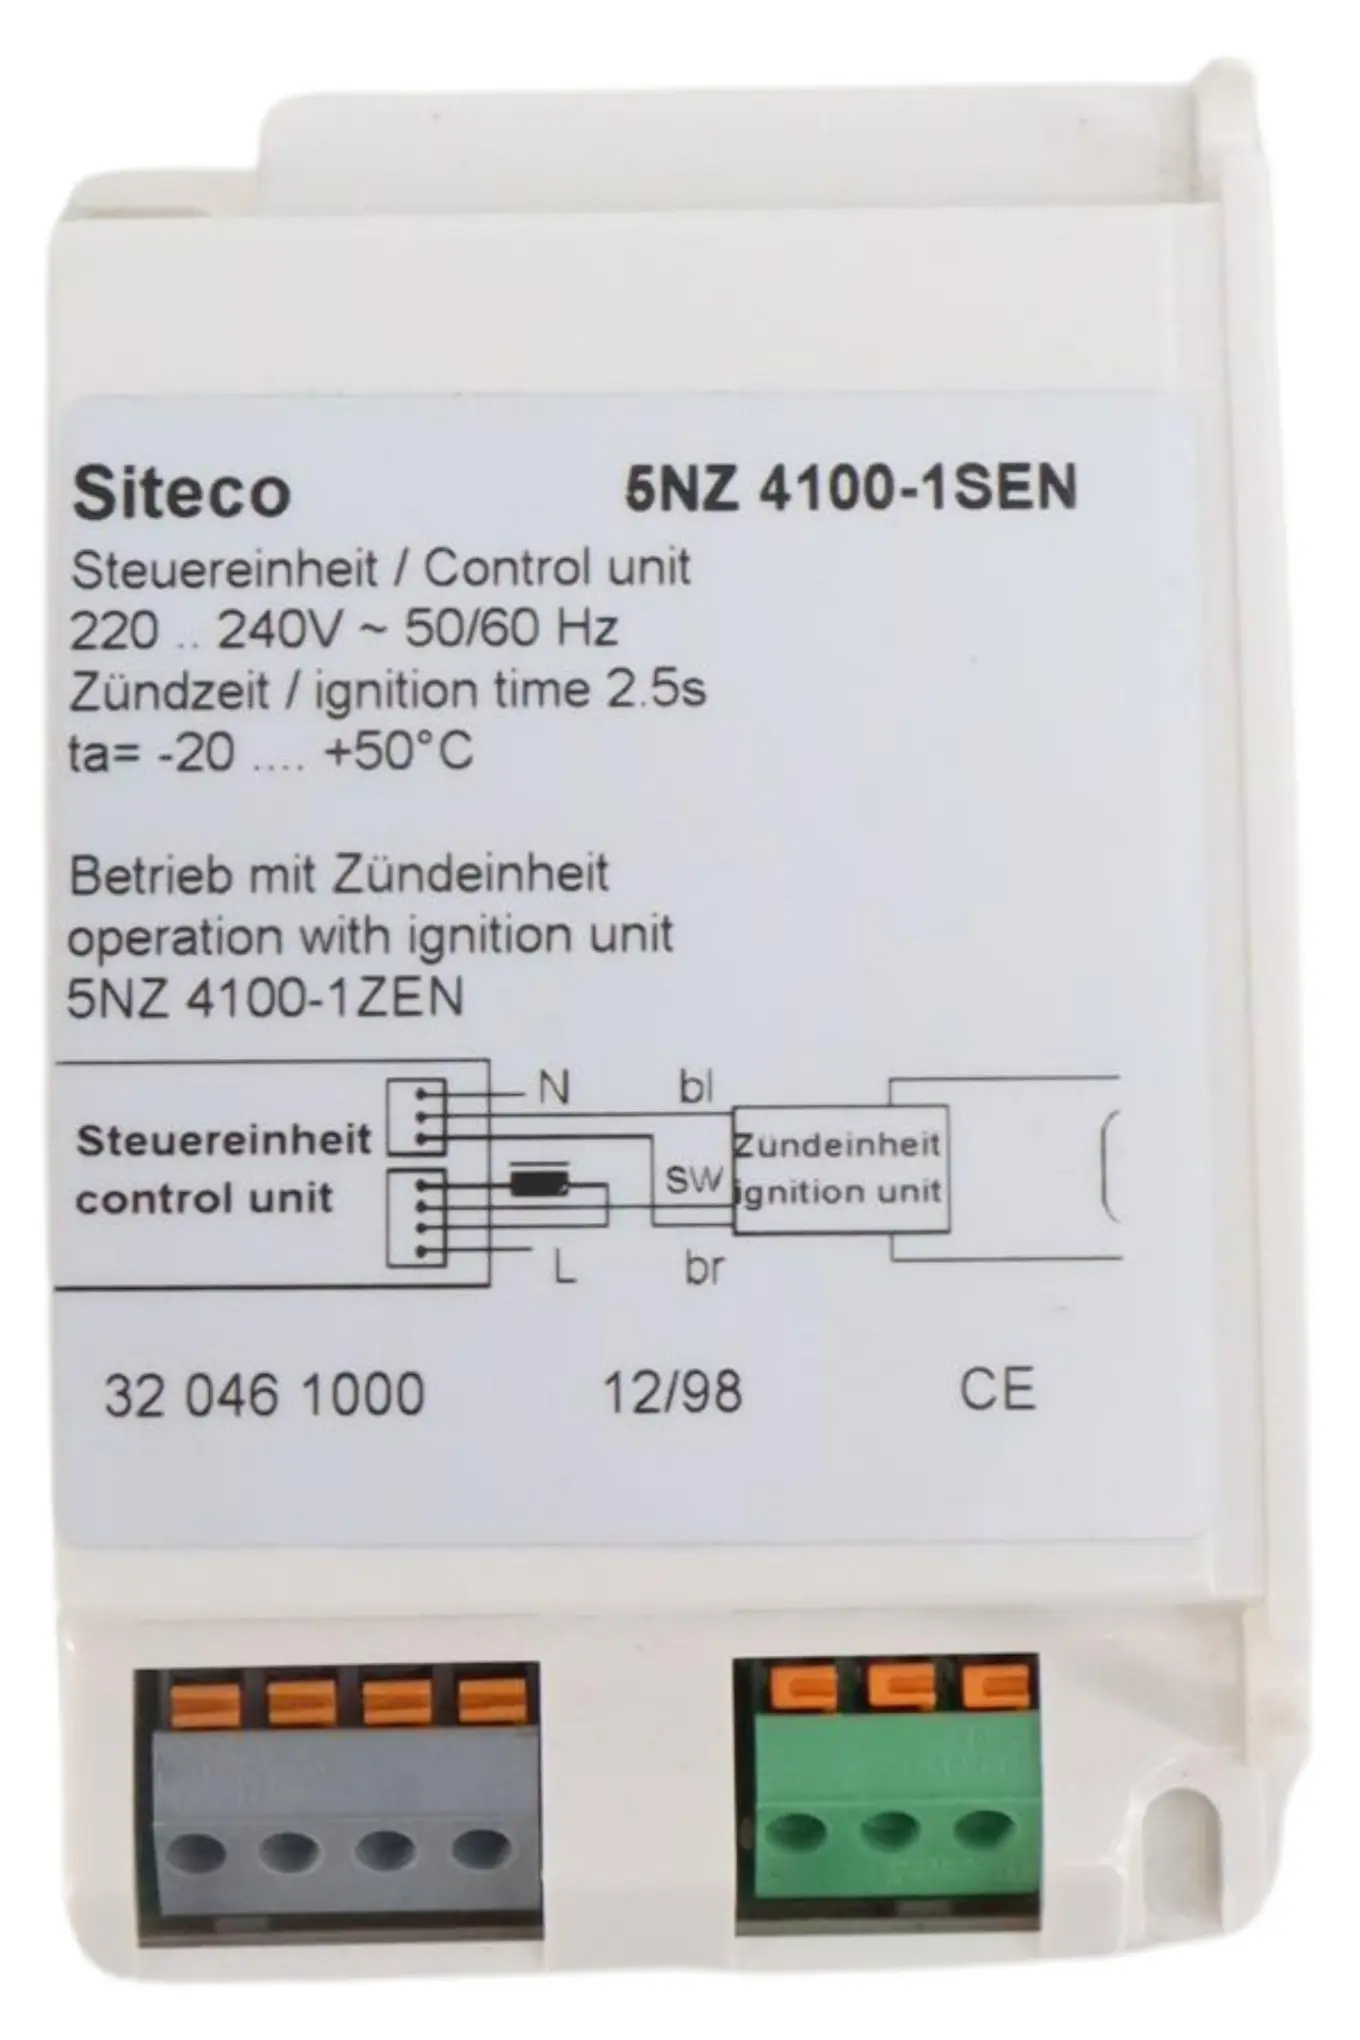 Siteco 5NZ 4100-1SEN
Steuereinheit / Control unit
220 .. 240V ~ 50/60 Hz
Zündzeit / ignition time 2.5s
ta= -20 .... +50°C
Betrieb mit Zündeinheit
operation with ignition unit
5NZ 4100-1ZEN
N bl
Steuereinheit
control unit
Zündeinheit
SW
ignition unit
L br
32 046 1000 12/98 CE